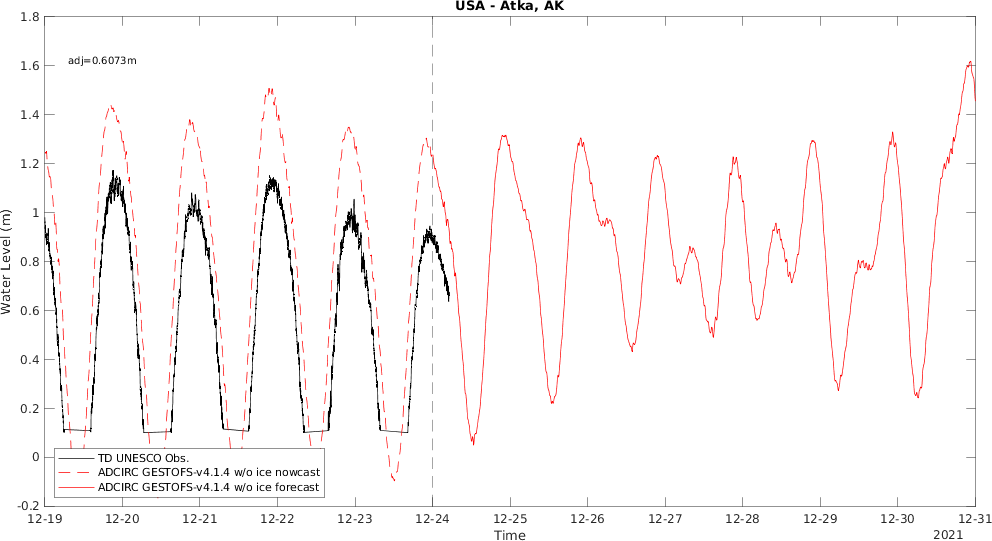 USA - Atka, AK
1.8
1.6
1.4
1.2
1
0.8
0.6
0.4
0.2
0
-0.2
Water Level (m)
adj=0.6073m
TD UNESCO Obs.
ADCIRC GESTOFS-v4.1.4 w/o ice nowcast
ADCIRC GESTOFS-v4.1.4 w/o ice forecast
12-19 12-20 12-21 12-22 12-23 12-24 12-25 12-26 12-27 12-28 12-29 12-30 12-31
Time
2021